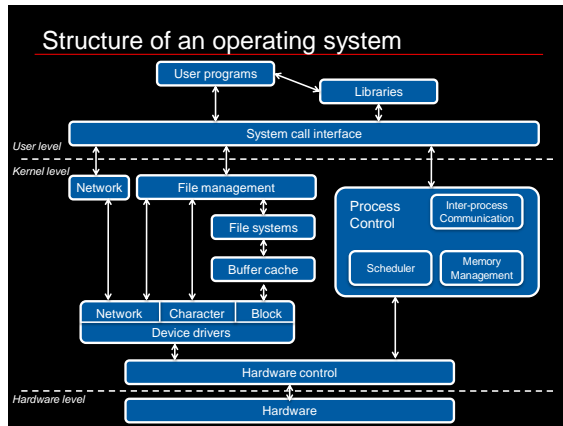 Structure of an operating system
User programs
Libraries
System call interface
User level
Kernel level
Network
File management
Process
Control
Inter-process
Communication
File systems
Buffer cache
Scheduler
Memory
Management
Network
Character
Block
Device drivers
Hardware control
Hardware level
Hardware